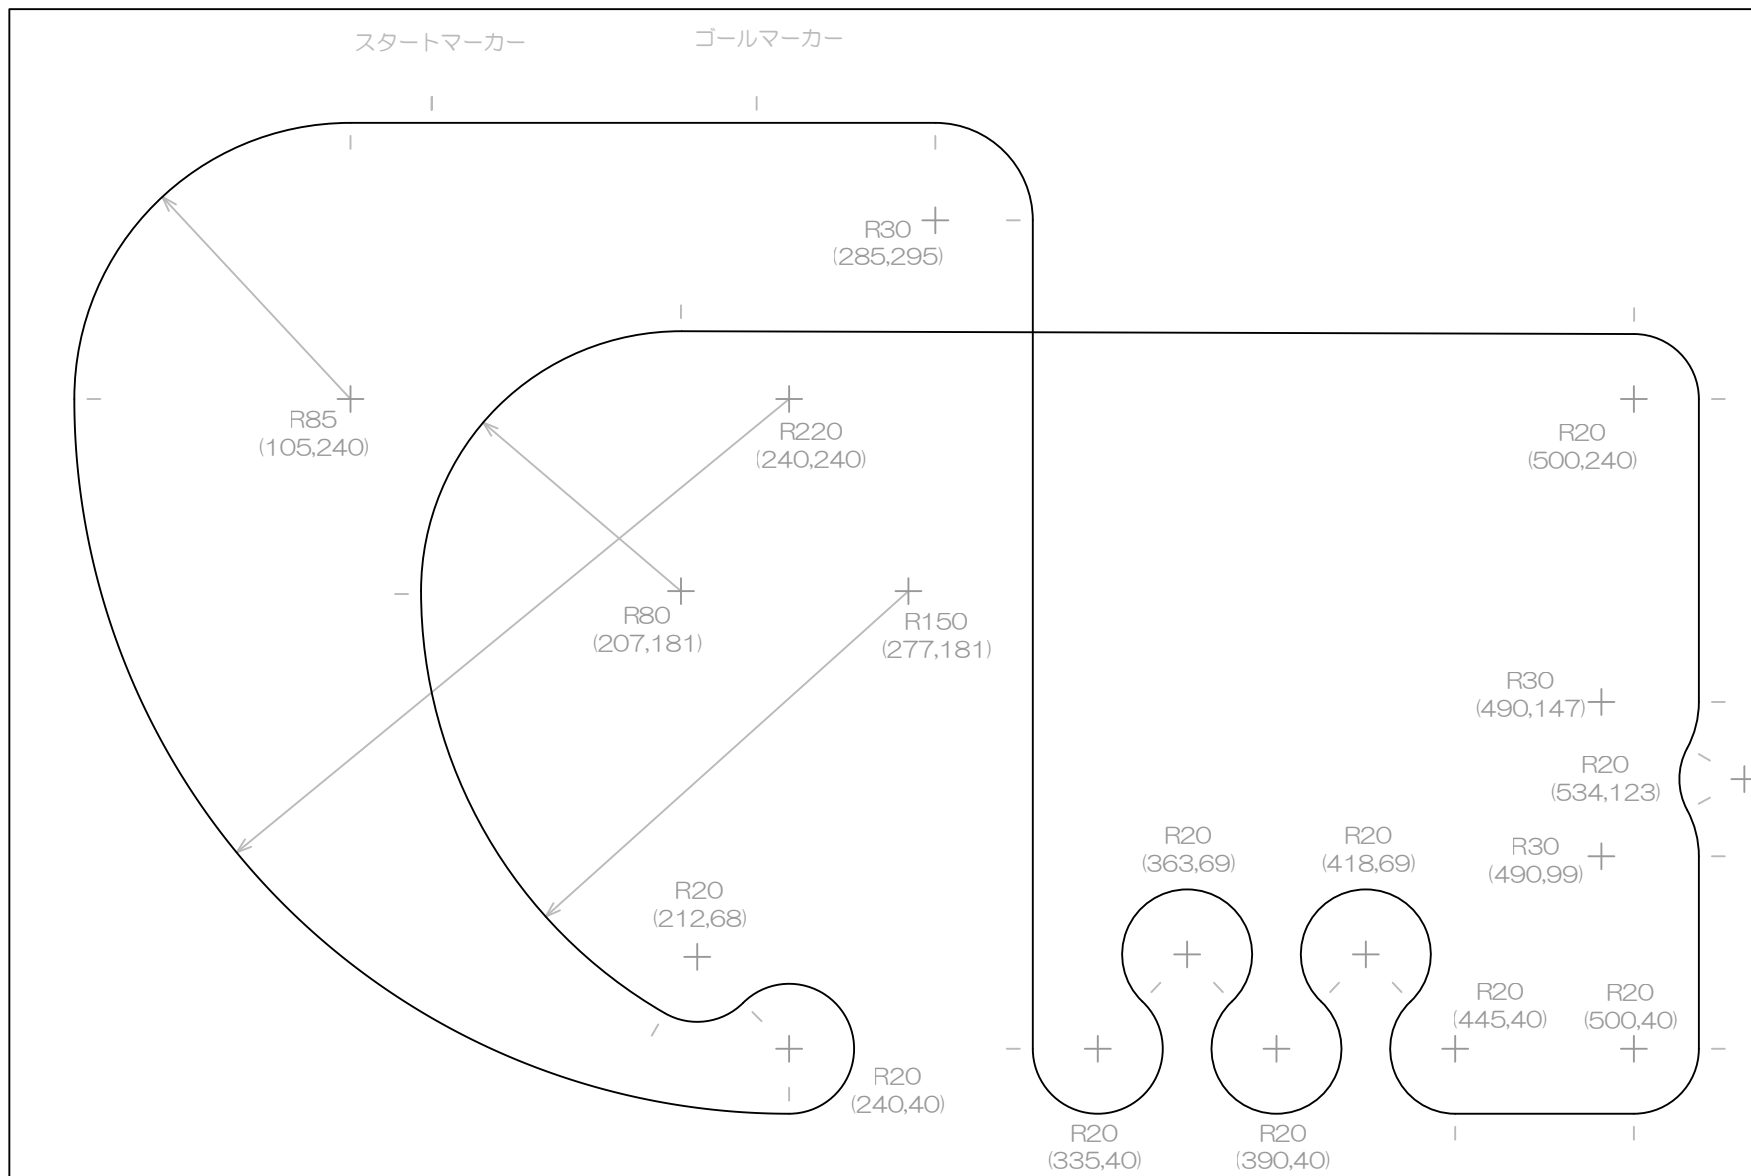 スタートマーカー
ゴールマーカー
R30
(285,295)
R85
(105,240)
R220
(240,240)
R20
(500,240)
R80
(207,181)
R150
(277,181)
R30
(490,147)
R20
(534,123)
R20
(363,69)
R20
(418,69)
R30
(490,99)
R20
(212,68)
R20
(445,40)
R20
(500,40)
R20
(240,40)
R20
(335,40)
R20
(390,40)